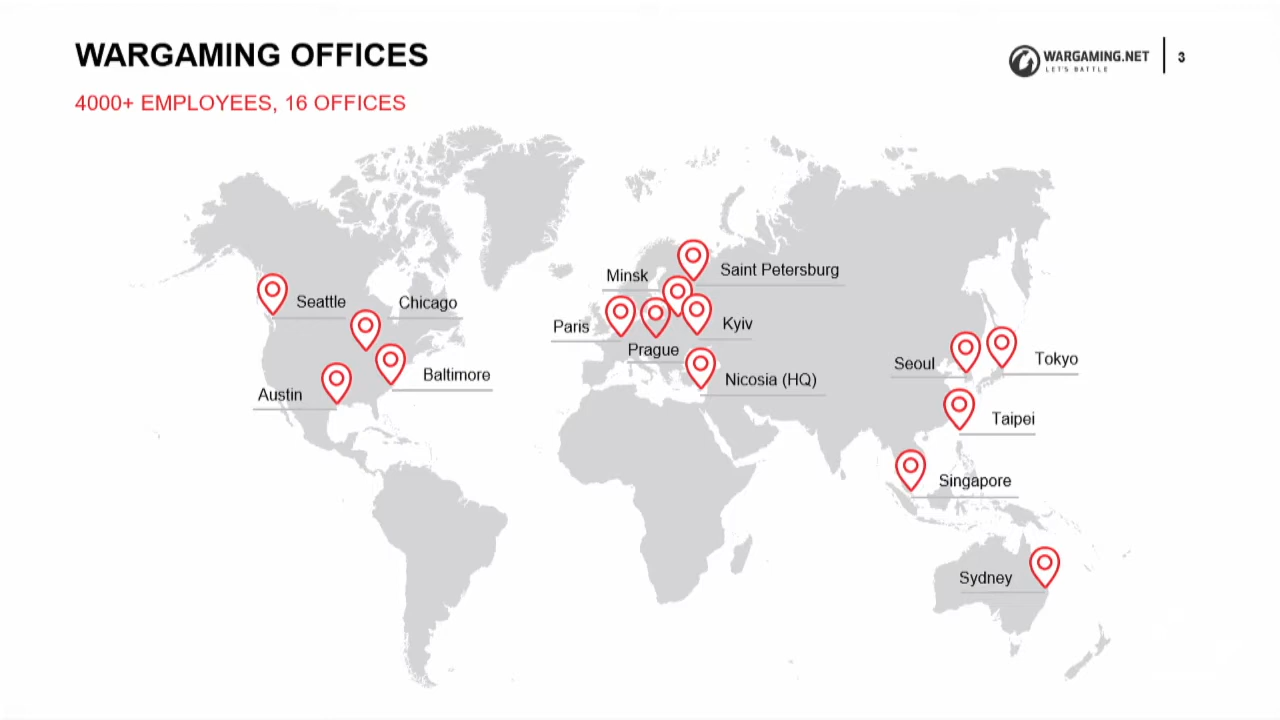 WARGAMING OFFICES
WARGAMING.NET
LET'S BATTLE
3
4000+ EMPLOYEES, 16 OFFICES
Saint Petersburg
Minsk
Seattle
Chicago
Paris
Kyiv
Prague
Tokyo
Seoul
Baltimore
Nicosia (HQ)
Austin
Taipei
Singapore
Sydney